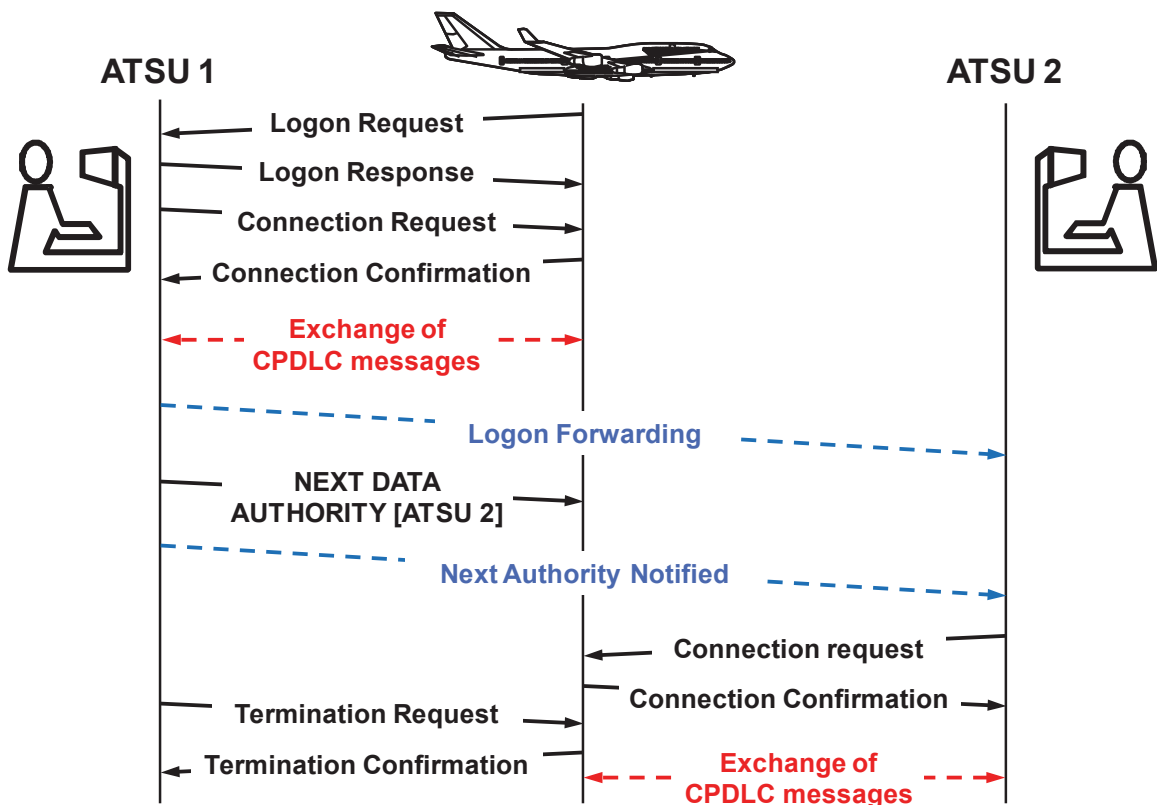 ATSU 1
ATSU 2
Logon Request
Logon Response
Connection Request
Connection Confirmation
Exchange of
CPDLC messages
Logon Forwarding
NEXT DATA
AUTHORITY [ATSU 2]
Next Authority Notified
Connection request
Connection Confirmation
Termination Request
Termination Confirmation
Exchange of
CPDLC messages